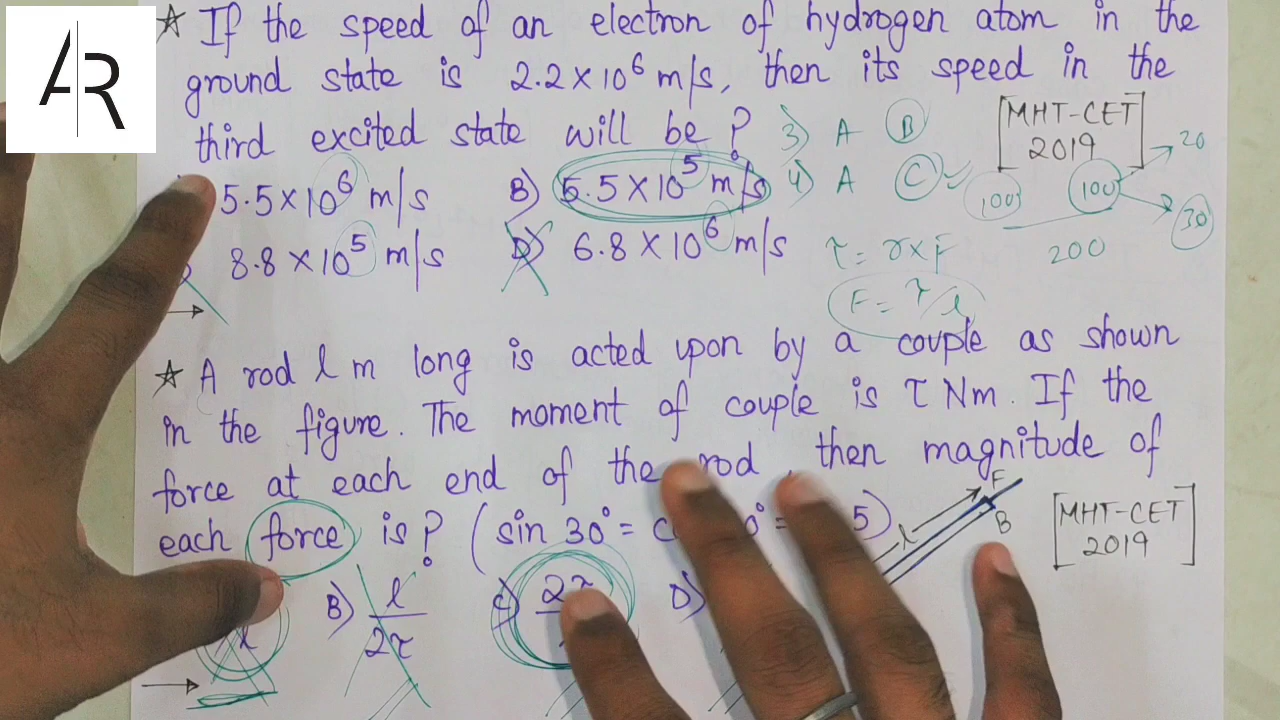 AR
☆ If the speed of an electron of hydrogen atom in the
ground state is 2.2×10⁶ m/s, then its speed in the
third excited state will be?
3) A B
[MHT-CET 2019]
5.5×10⁶ m/s B) 5.5×10⁵ m/s
4) A C
100 100 20
30
200
8.8×10⁵ m/s D) 6.8×10⁶ m/s
τ = r×F
F = τ/l
☆ A rod l m long is acted upon by a couple as shown
in the figure. The moment of couple is τ Nm. If the
force at each end of the rod, then magnitude of
each force is? (sin 30° = 5)
F
B
l
[MHT-CET 2019]
l B) l/2τ C) 2τ D)